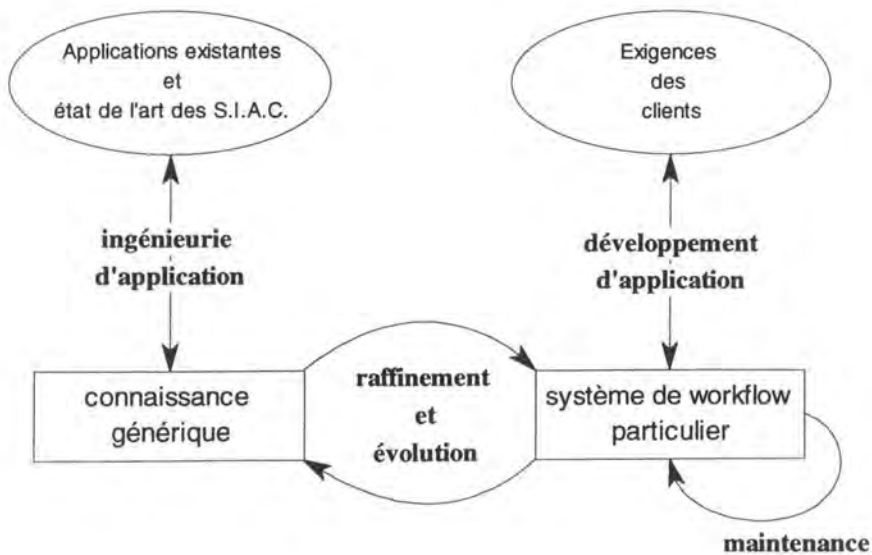 Applications existantes
et
état de l'art des S.I.A.C.
Exigences
des
clients
ingénieurie
d'application
développement
d'application
connaissance
générique
raffinement
et
évolution
système de workflow
particulier
maintenance